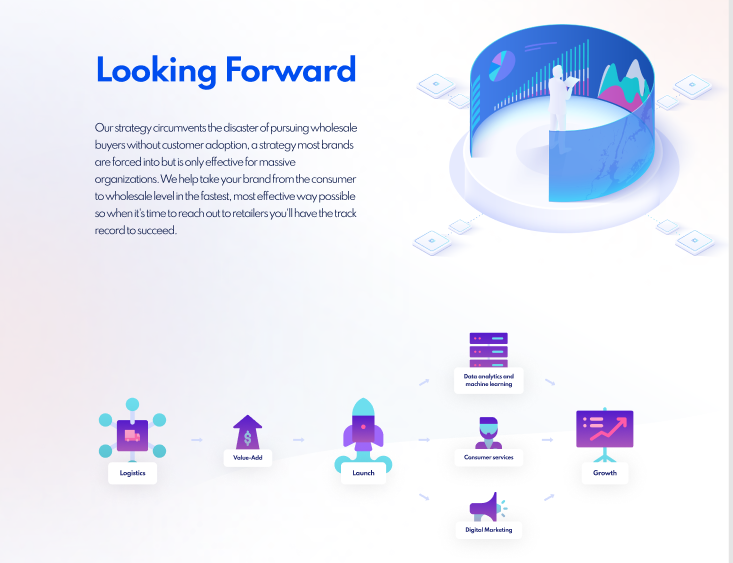 Looking Forward
Our strategy circumvents the disaster of pursuing wholesale
buyers without customer adoption, a strategy most brands
are forced into but is only effective for massive
organizations. We help take your brand from the consumer
to wholesale level in the fastest, most effective way possible
so when it's time to reach out to retailers you'll have the track
record to succeed.
Data analytics and
machine learning
Logistics
Value-Add
Launch
Consumer services
Growth
Digital Marketing